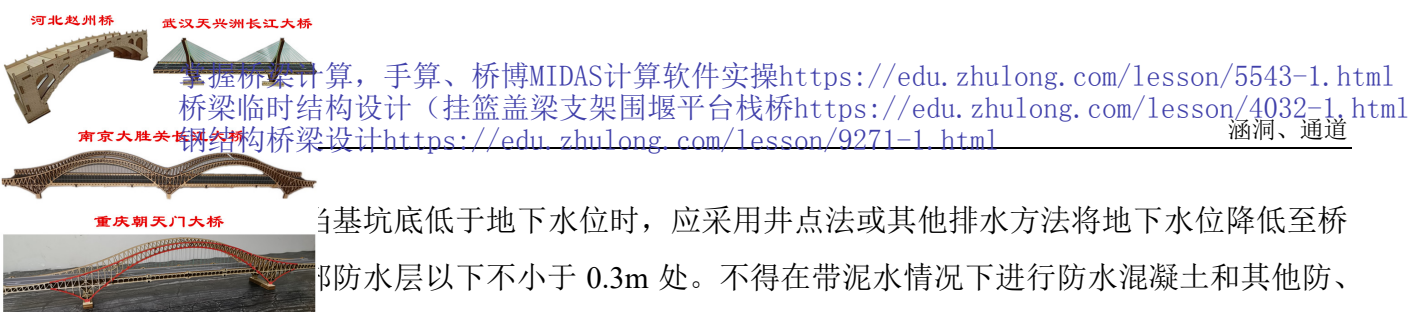 河北赵州桥
武汉天兴洲长江大桥
掌握桥梁计算，手算、桥博MIDAS计算软件实操https://edu.zhulong.com/lesson/5543-1.html
桥梁临时结构设计（挂篮盖梁支架围堰平台栈桥https://edu.zhulong.com/lesson/4032-1.html
南京大胜关长江大桥
钢结构桥梁设计https://edu.zhulong.com/lesson/9271-1.html
涵洞、通道
重庆朝天门大桥
当基坑底低于地下水位时，应采用井点法或其他排水方法将地下水位降低至桥
部防水层以下不小于 0.3m 处。不得在带泥水情况下进行防水混凝土和其他防、